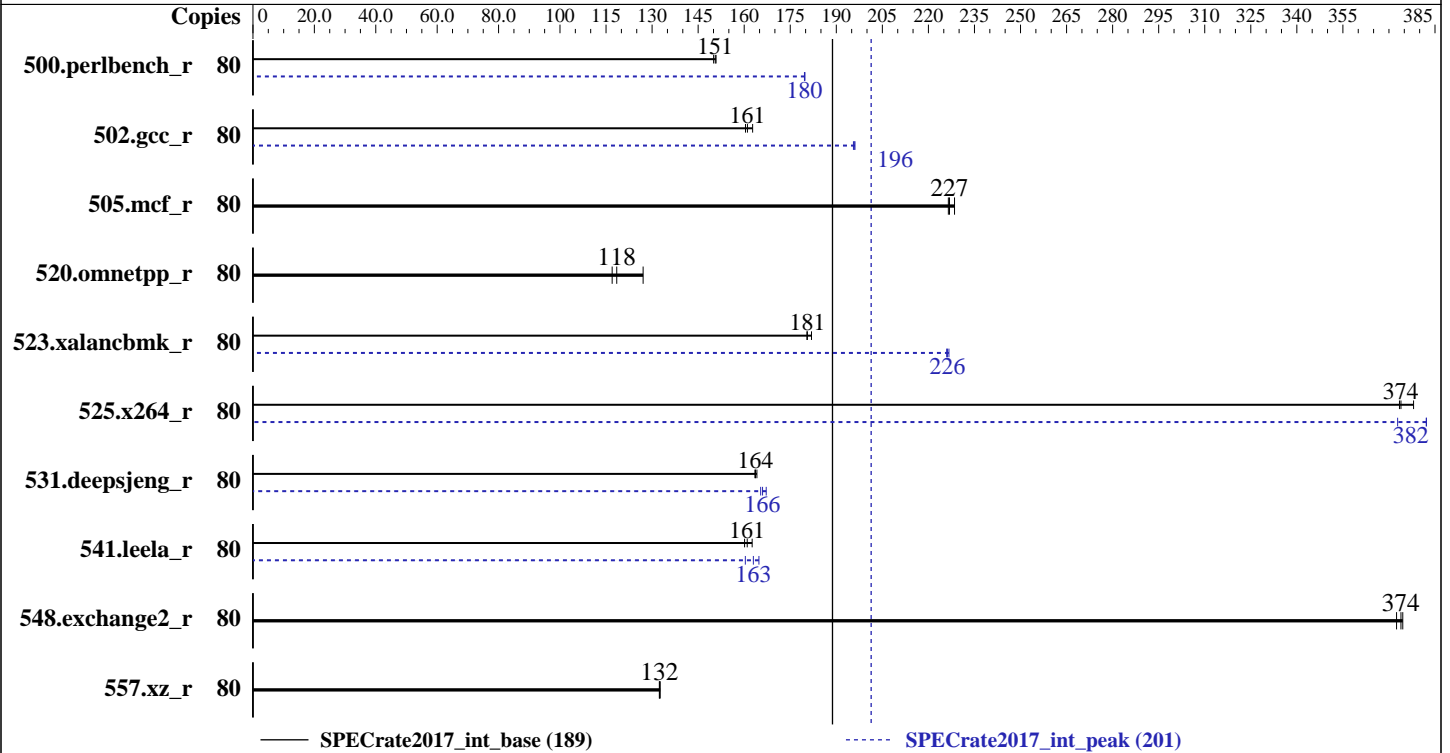 Copies 0 20.0 40.0 60.0 80.0 100 115 130 145 160 175 190 205 220 235 250 265 280 295 310 325 340 355 385
500.perlbench_r 80 151
180
502.gcc_r 80 161
196
505.mcf_r 80 227
520.omnetpp_r 80 118
523.xalancbmk_r 80 181
226
525.x264_r 80 374
382
531.deepsjeng_r 80 164
166
541.leela_r 80 161
163
548.exchange2_r 80 374
557.xz_r 80 132
SPECrate2017_int_base (189) SPECrate2017_int_peak (201)